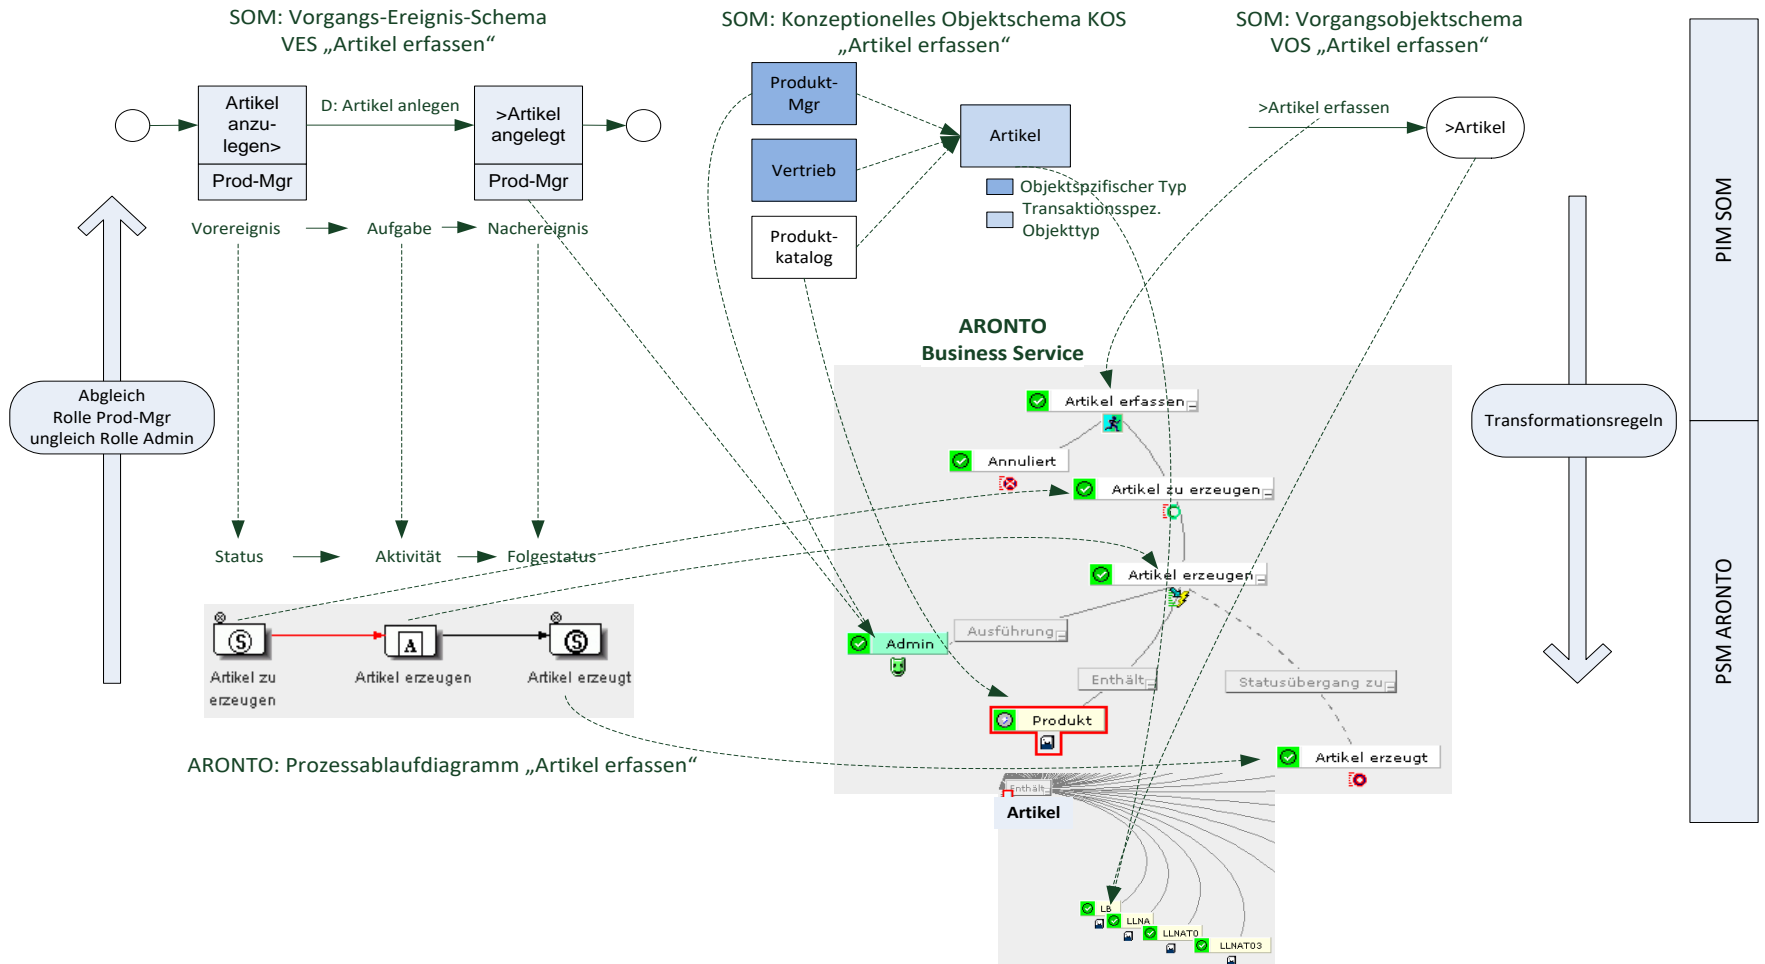 SOM: Vorgangs-Ereignis-Schema
VES „Artikel erfassen“
SOM: Konzeptionelles Objektschema KOS
„Artikel erfassen“
SOM: Vorgangsobjektschema
VOS „Artikel erfassen“
Artikel
anzu-
legen>
Prod-Mgr
D: Artikel anlegen
>Artikel
angelegt
Prod-Mgr
Produkt-
Mgr
Vertrieb
Produkt-
katalog
Artikel
Objektspzifischer Typ
Transaktionsspez.
Objekttyp
>Artikel erfassen
>Artikel
PIM SOM
PSM ARONTO
Vorereignis
Aufgabe
Nachereignis
Abgleich
Rolle Prod-Mgr
ungleich Rolle Admin
Transformationsregeln
Status
Aktivität
Folgestatus
S
A
S
Artikel zu
erzeugen
Artikel erzeugen
Artikel erzeugt
ARONTO: Prozessablaufdiagramm „Artikel erfassen“
ARONTO
Business Service
Artikel erfassen
Annuliert
Artikel zu erzeugen
Artikel erzeugen
Ausführung
Admin
Enthält
Statusübergang zu
Produkt
Artikel erzeugt
Enthält
Artikel
LB
LLNA
LLNAT0
LLNAT03